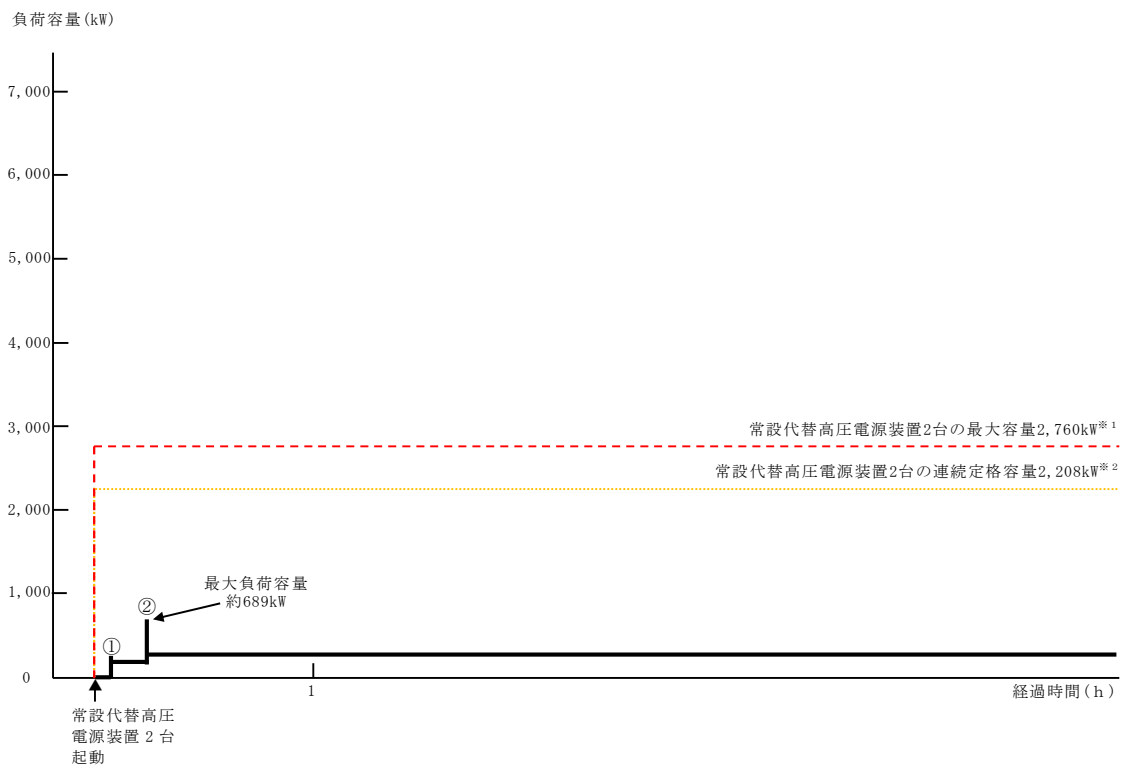 負荷容量(kW)
7,000
6,000
5,000
4,000
3,000
常設代替高圧電源装置2台の最大容量2,760kW※1
常設代替高圧電源装置2台の連続定格容量2,208kW※2
2,000
最大負荷容量
約689kW
1,000
②
①
0
1
経過時間(h)
常設代替高圧
電源装置2台
起動